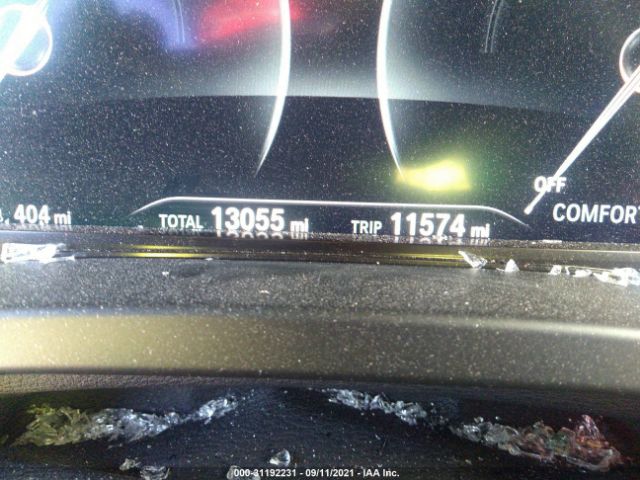 OFF
404 mi TOTAL 13055 mi TRIP 11574 mi COMFORT
000-31192231 - 09/11/2021 - IAA Inc.